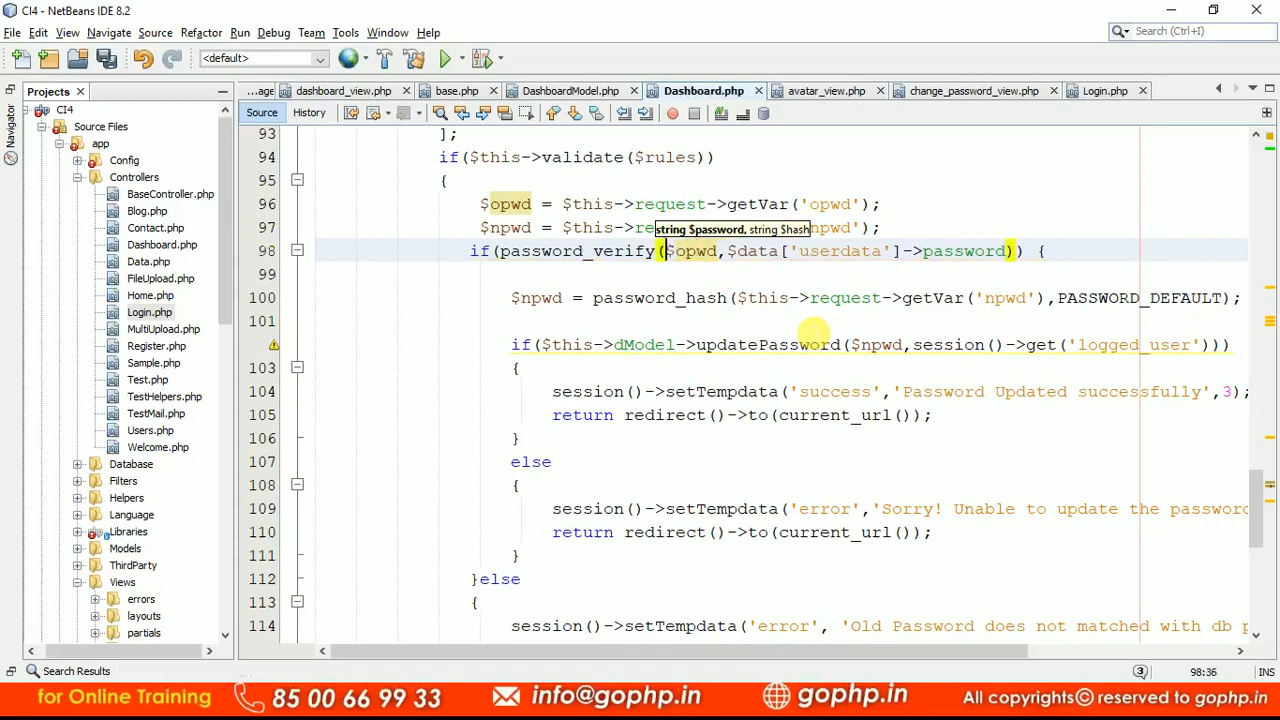 CI4 - NetBeans IDE 8.2
File Edit View Navigate Source Refactor Run Debug Team Tools Window Help
Search (Ctrl+I)
<default>
Projects
...age dashboard_view.php base.php DashboardModel.php Dashboard.php avatar_view.php change_password_view.php Login.php
Navigator
Source History
CI4
Source Files
app
Config
Controllers
BaseController.php
Blog.php
Contact.php
Dashboard.php
Data.php
FileUpload.php
Home.php
Login.php
MultiUpload.php
Register.php
Sample.php
Test.php
TestHelpers.php
TestMail.php
Users.php
Welcome.php
Database
Filters
Helpers
Language
Libraries
Models
ThirdParty
Views
errors
layouts
partials
93 ];
94 if($this->validate($rules))
95 {
96 $opwd = $this->request->getVar('opwd');
97 $npwd = $this->re npwd');
string $password, string $hash
98 if(password_verify($opwd,$data['userdata']->password)) {
99
100 $npwd = password_hash($this->request->getVar('npwd'),PASSWORD_DEFAULT);
101
if($this->dModel->updatePassword($npwd,session()->get('logged_user')))
103 {
104 session()->setTempdata('success','Password Updated successfully',3);
105 return redirect()->to(current_url());
106 }
107 else
108 {
109 session()->setTempdata('error','Sorry! Unable to update the password
110 return redirect()->to(current_url());
111 }
112 }else
113 {
114 session()->setTempdata('error', 'Old Password does not matched with db p
Search Results
3 98:36 INS
for Online Training 85 00 66 99 33 info@gophp.in gophp.in All copyrights© reserved to gophp.in